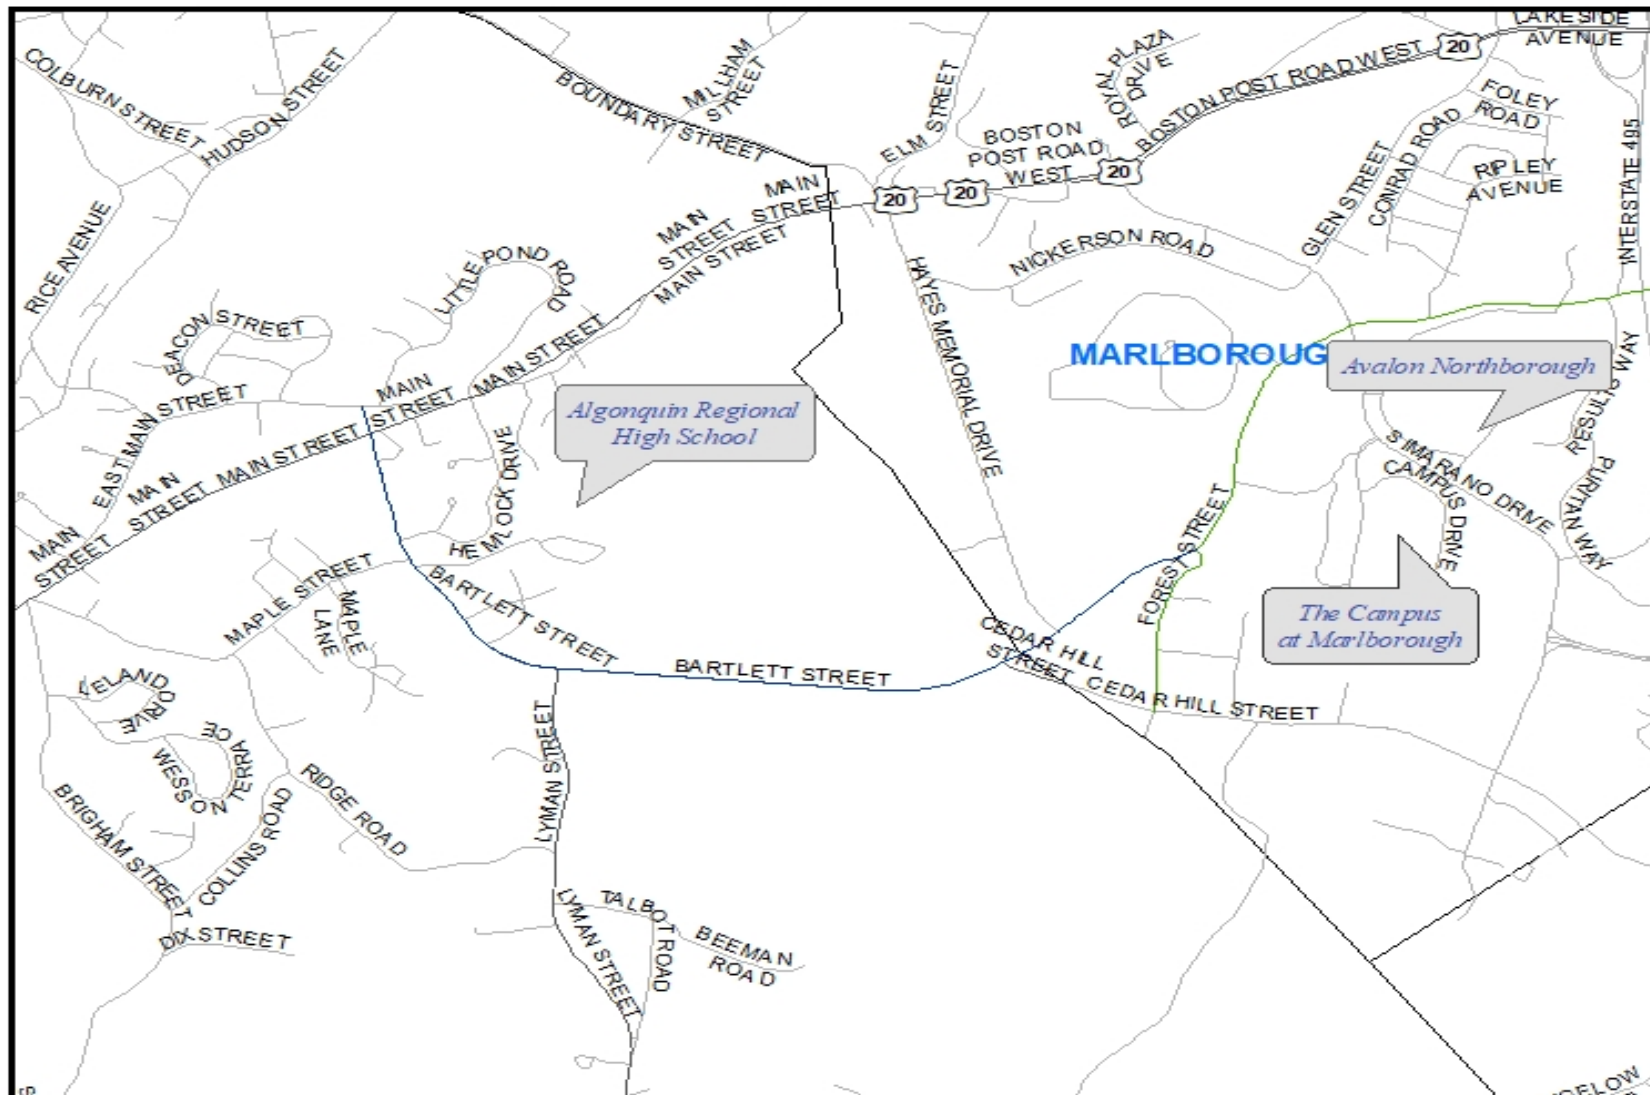 LAKESIDE
AVENUE
20
COLBURN STREET
HUDSON STREET
BOUNDARY STREET
MILLHAM
STREET
ELM STREET
ROYAL PLAZA
DRIVE
BOSTON POST ROAD WEST
BOSTON
POST ROAD
WEST
20
20
20
FOLEY
ROAD
CONRAD ROAD
GLEN STREET
RIPLEY
AVENUE
INTERSTATE 495
RICE AVENUE
MAIN
STREET
MAIN
STREET
MAIN STREET
NICKERSON ROAD
LITTLE POND ROAD
HAYES MEMORIAL DRIVE
DEACON STREET
MAIN STREET
MARLBOROUG
Avalon Northborough
RESULTS WAY
MAIN
STREET
EAST MAIN STREET
Algonquin Regional
High School
MAIN STREET
MAIN
STREET
MAIN
STREET
HEMLOCK DRIVE
SIMARANO DRIVE
CAMPUS DRIVE
PURITAN WAY
FOREST STREET
MAPLE STREET
MAPLE
LANE
BARTLETT STREET
BARTLETT STREET
CEDAR HILL
STREET
CEDAR HILL STREET
The Campus
at Marlborough
LELAND
DRIVE
WESSON
TERRACE
LYMAN STREET
RIDGE ROAD
BRIGHAM STREET
COLLINS ROAD
DIX STREET
LYMAN STREET
TALBOT ROAD
BEEMAN
ROAD